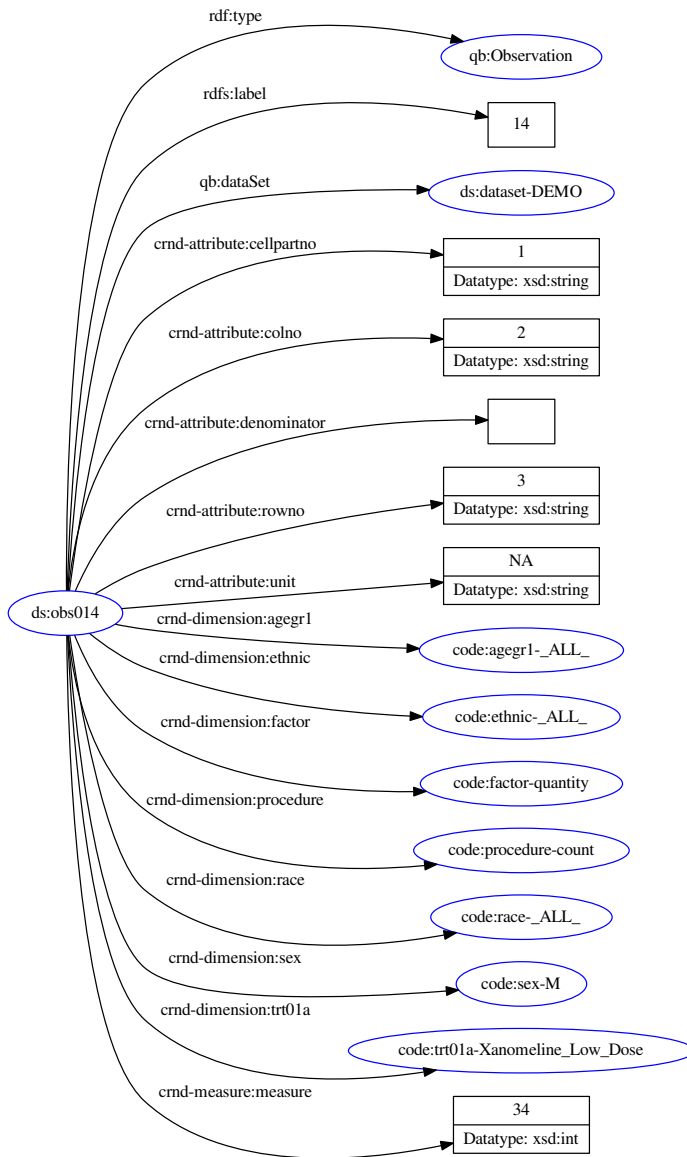 rdf:type
qb:Observation
rdfs:label
14
qb:dataSet
ds:dataset-DEMO
crnd-attribute:cellpartno
1
Datatype: xsd:string
crnd-attribute:colno
2
Datatype: xsd:string
crnd-attribute:denominator
crnd-attribute:rowno
3
Datatype: xsd:string
crnd-attribute:unit
NA
Datatype: xsd:string
ds:obs014
crnd-dimension:agegr1
code:agegr1-_ALL_
crnd-dimension:ethnic
code:ethnic-_ALL_
crnd-dimension:factor
code:factor-quantity
crnd-dimension:procedure
code:procedure-count
crnd-dimension:race
code:race-_ALL_
crnd-dimension:sex
code:sex-M
crnd-dimension:trt01a
code:trt01a-Xanomeline_Low_Dose
crnd-measure:measure
34
Datatype: xsd:int